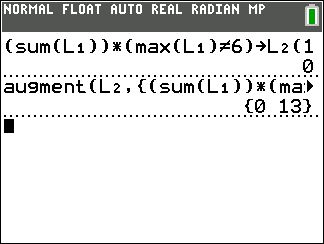 NORMAL FLOAT AUTO REAL RADIAN MP
(sum(L₁))*(max(L₁)≠6)→L₂(1
0
augment(L₂,{(sum(L₁))*(ma
{0 13}